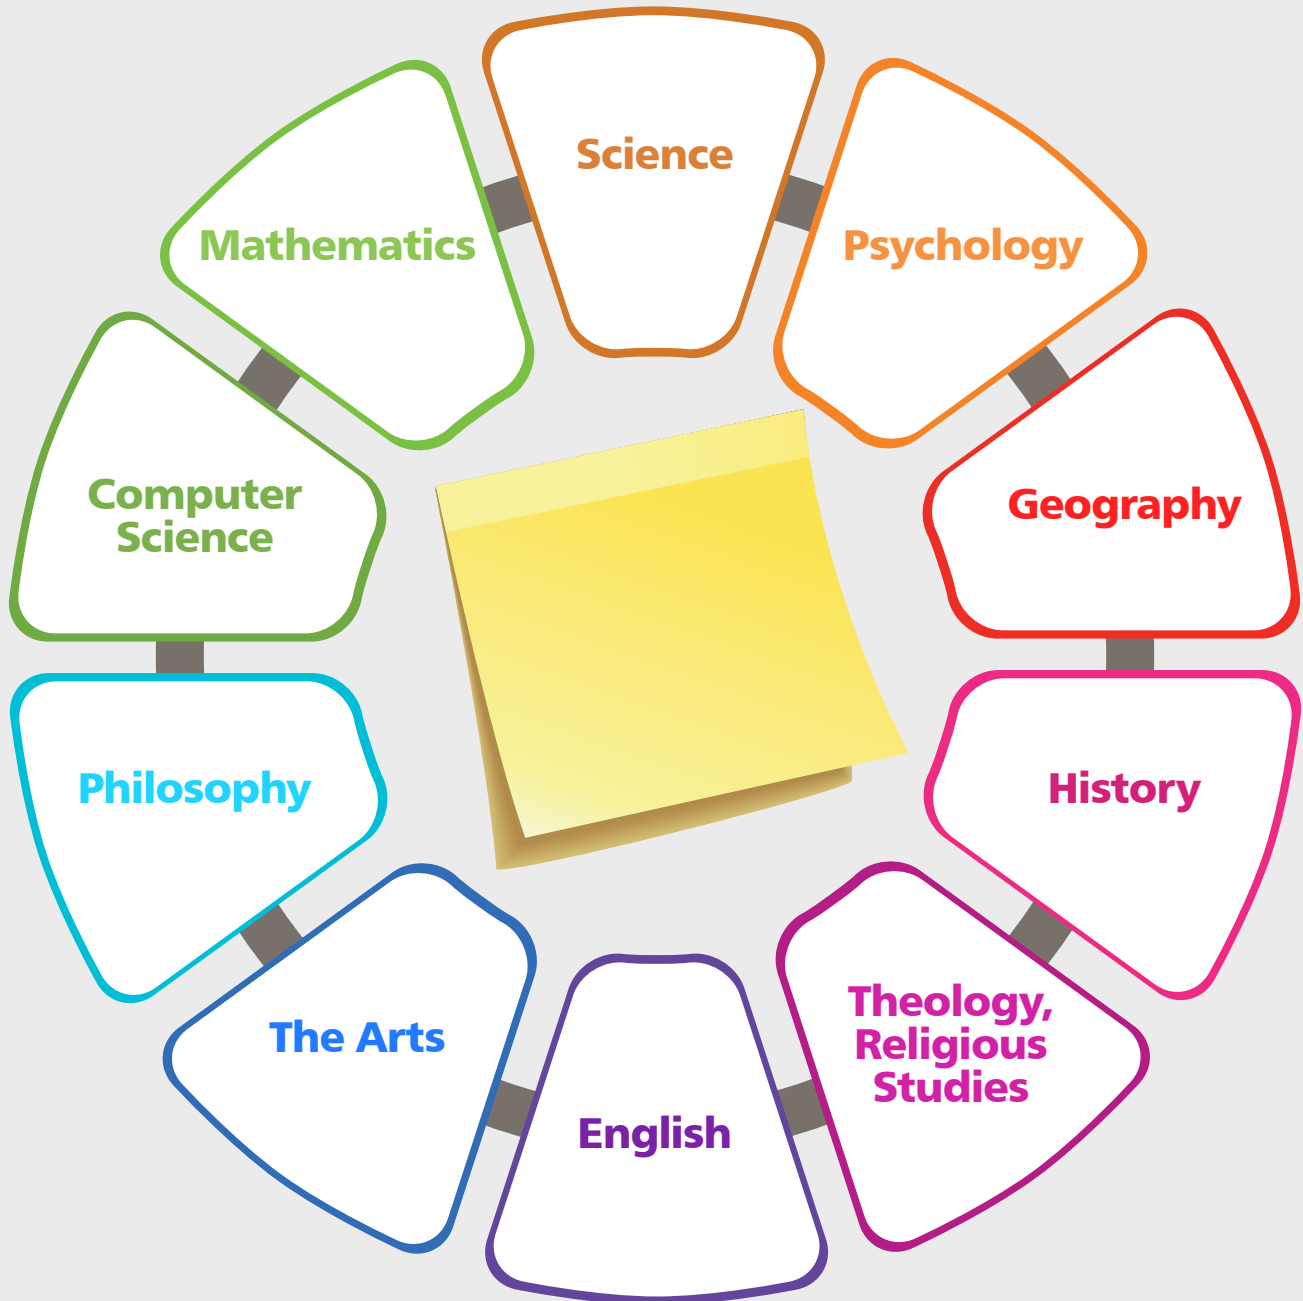 Science
Psychology
Geography
History
Theology,
Religious
Studies
English
The Arts
Philosophy
Computer
Science
Mathematics